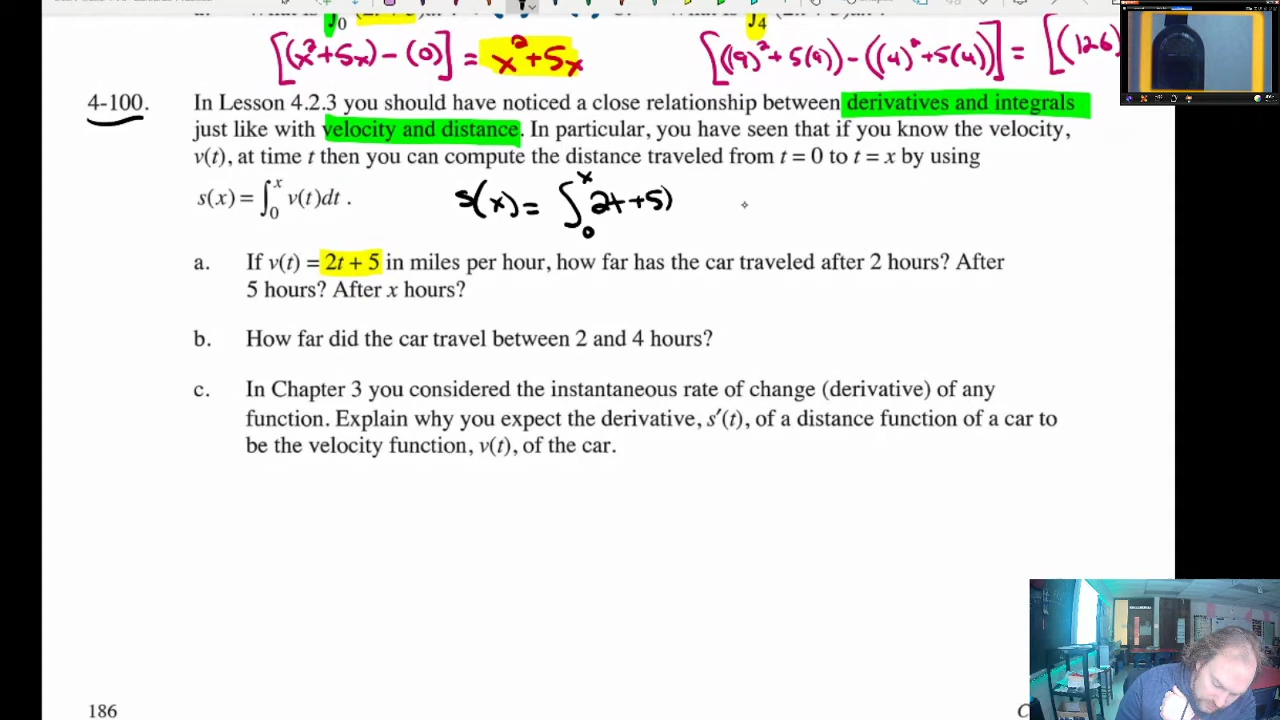 [(x²+5x)-(0)] = x²+5x
[((9)²+5(9))-((4)²+5(4))] = [(126)
4-100. In Lesson 4.2.3 you should have noticed a close relationship between derivatives and integrals
just like with velocity and distance. In particular, you have seen that if you know the velocity,
v(t), at time t then you can compute the distance traveled from t = 0 to t = x by using
s(x) = ∫₀ˣ v(t)dt .
s(x) = ∫₀ˣ 2t+5)
a. If v(t) = 2t + 5 in miles per hour, how far has the car traveled after 2 hours? After
5 hours? After x hours?
b. How far did the car travel between 2 and 4 hours?
c. In Chapter 3 you considered the instantaneous rate of change (derivative) of any
function. Explain why you expect the derivative, s′(t), of a distance function of a car to
be the velocity function, v(t), of the car.
186